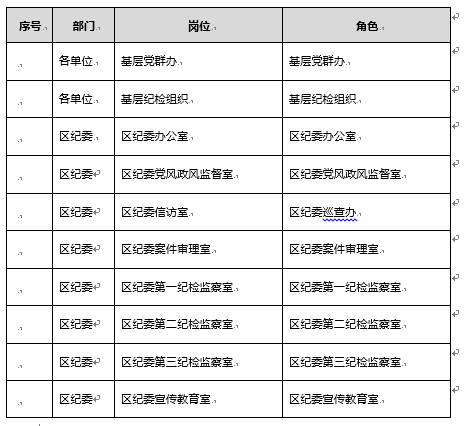 序号 部门 岗位 角色
各单位 基层党群办 基层党群办
各单位 基层纪检组织 基层纪检组织
区纪委 区纪委办公室 区纪委办公室
区纪委 区纪委党风政风监督室 区纪委党风政风监督室
区纪委 区纪委信访室 区纪委巡查办
区纪委 区纪委案件审理室 区纪委案件审理室
区纪委 区纪委第一纪检监察室 区纪委第一纪检监察室
区纪委 区纪委第二纪检监察室 区纪委第二纪检监察室
区纪委 区纪委第三纪检监察室 区纪委第三纪检监察室
区纪委 区纪委宣传教育室 区纪委宣传教育室